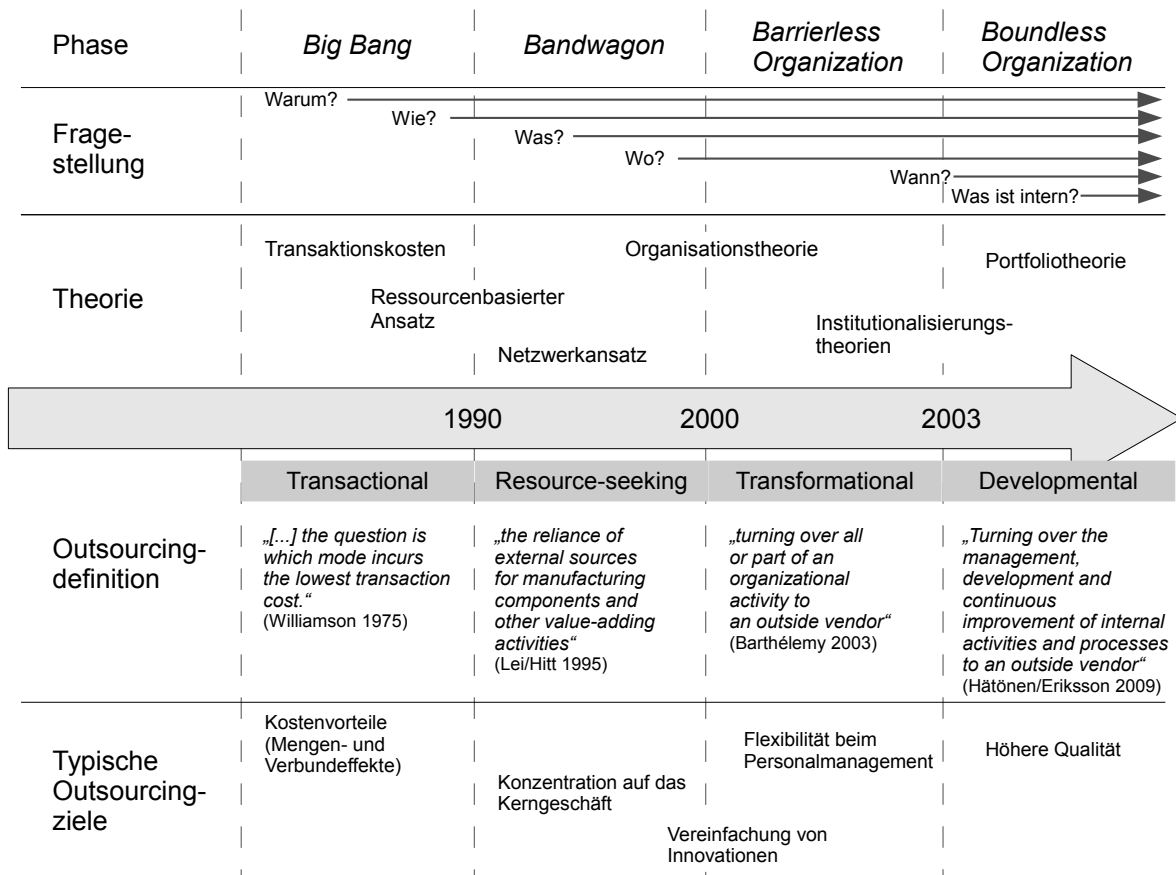 Phase
Big Bang
Bandwagon
Barrierless
Organization
Boundless
Organization
Frage-
stellung
Warum?
Wie?
Was?
Wo?
Wann?
Was ist intern?
Theorie
Transaktionskosten
Ressourcenbasierter
Ansatz
Netzwerkansatz
Organisationstheorie
Institutionalisierungs-
theorien
Portfoliotheorie
1990
2000
2003
Transactional
Resource-seeking
Transformational
Developmental
Outsourcing-
definition
„[...] the question is
which mode incurs
the lowest transaction
cost.“
(Williamson 1975)
„the reliance of
external sources
for manufacturing
components and
other value-adding
activities“
(Lei/Hitt 1995)
„turning over all
or part of an
organizational
activity to
an outside vendor“
(Barthélemy 2003)
„Turning over the
management,
development and
continuous
improvement of internal
activities and processes
to an outside vendor“
(Hätönen/Eriksson 2009)
Typische
Outsourcing-
ziele
Kostenvorteile
(Mengen- und
Verbundeffekte)
Konzentration auf das
Kerngeschäft
Vereinfachung von
Innovationen
Flexibilität beim
Personalmanagement
Höhere Qualität